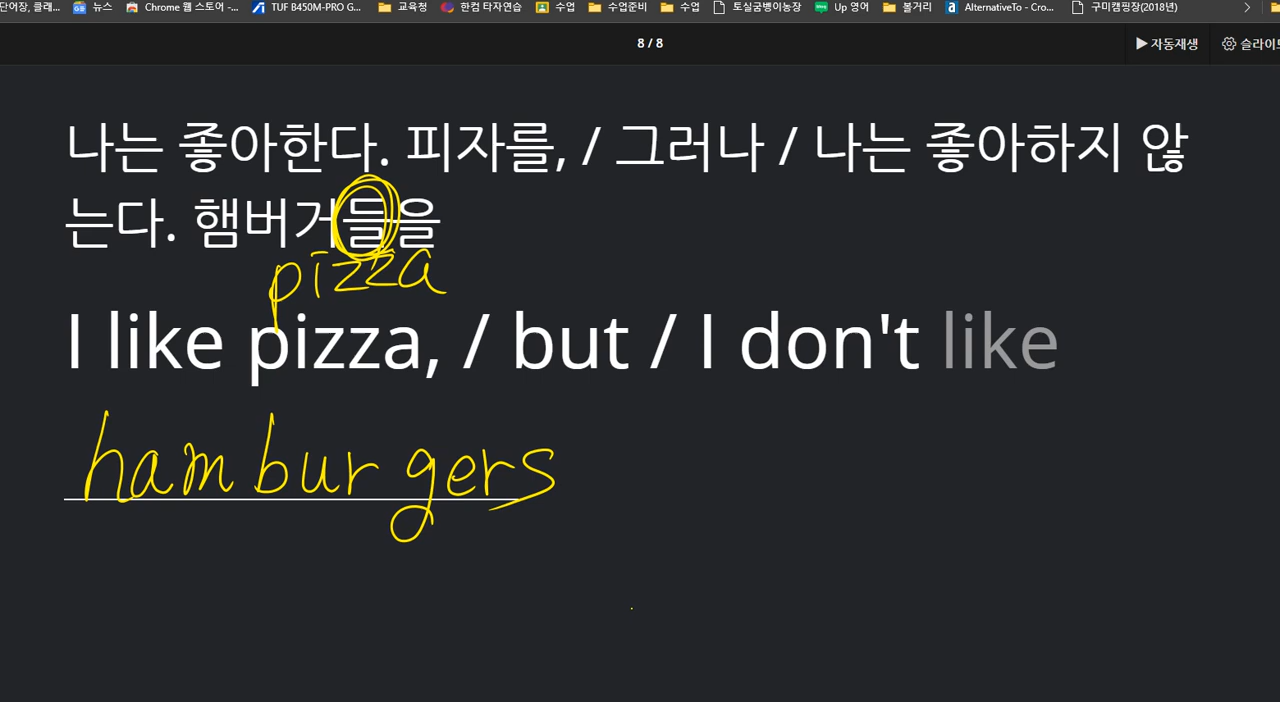 단어장, 클래... 뉴스 Chrome 웹 스토어 -... TUF B450M-PRO G... 교육청 한컴 타자연습 수업 수업준비 수업 토실궁뱅이농장 Up 영어 볼거리 AlternativeTo - Cro... 구미캠핑장(2018년)
8 / 8 자동재생 슬라이드
나는 좋아한다. 피자를, / 그러나 / 나는 좋아하지 않
는다. 햄버거들을
pizza
I like pizza, / but / I don't like
hamburgers